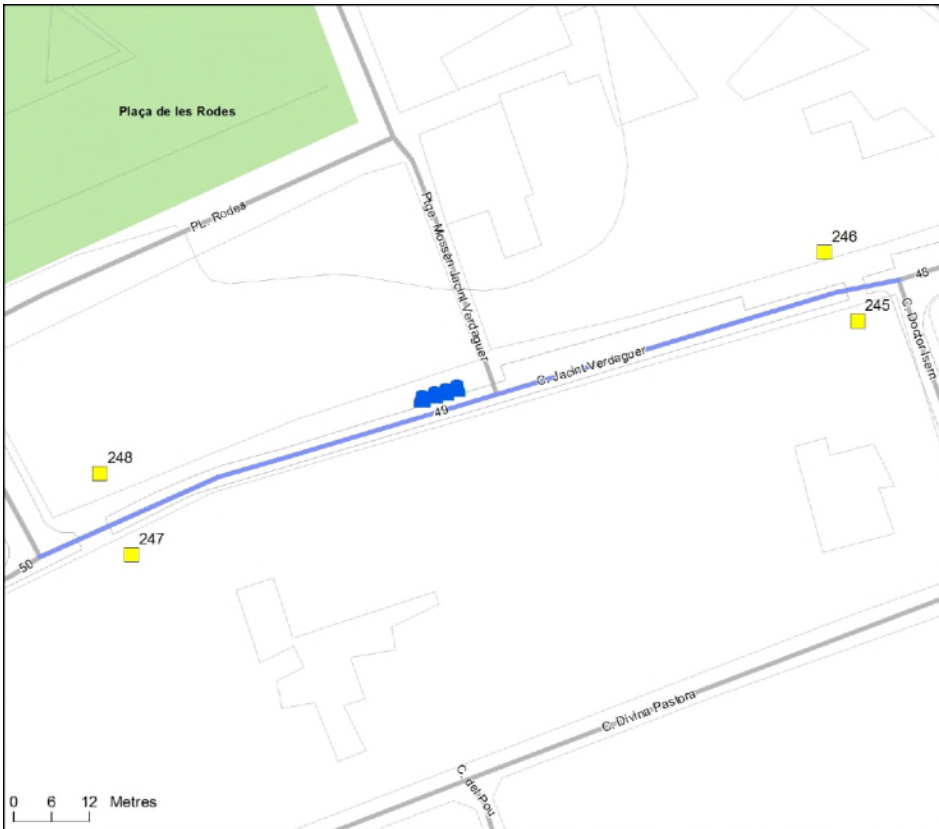 Plaça de les Rodes
PL. Rodes
Ptge. Mossèn Jacint Verdaguer
246
48
245
C. Doctor Isern
C. Jacint Verdaguer
49
248
247
50
C. Divina Pastora
C. del Pou
0 6 12 Metres